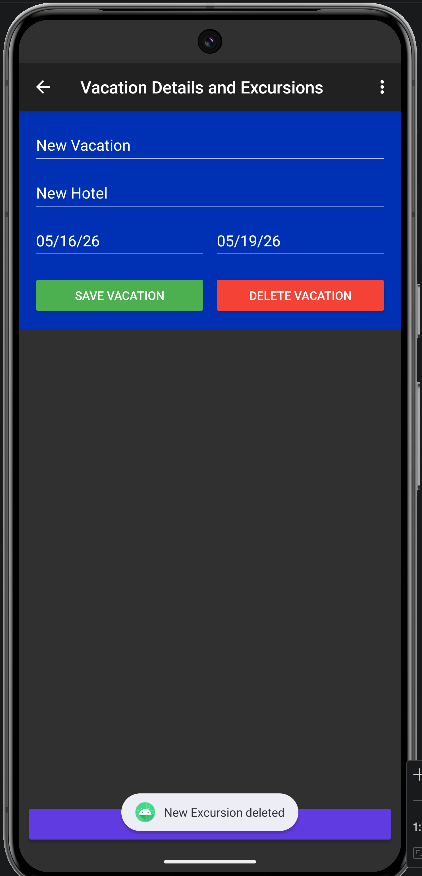 Vacation Details and Excursions
New Vacation
New Hotel
05/16/26 05/19/26
SAVE VACATION DELETE VACATION
New Excursion deleted
1: